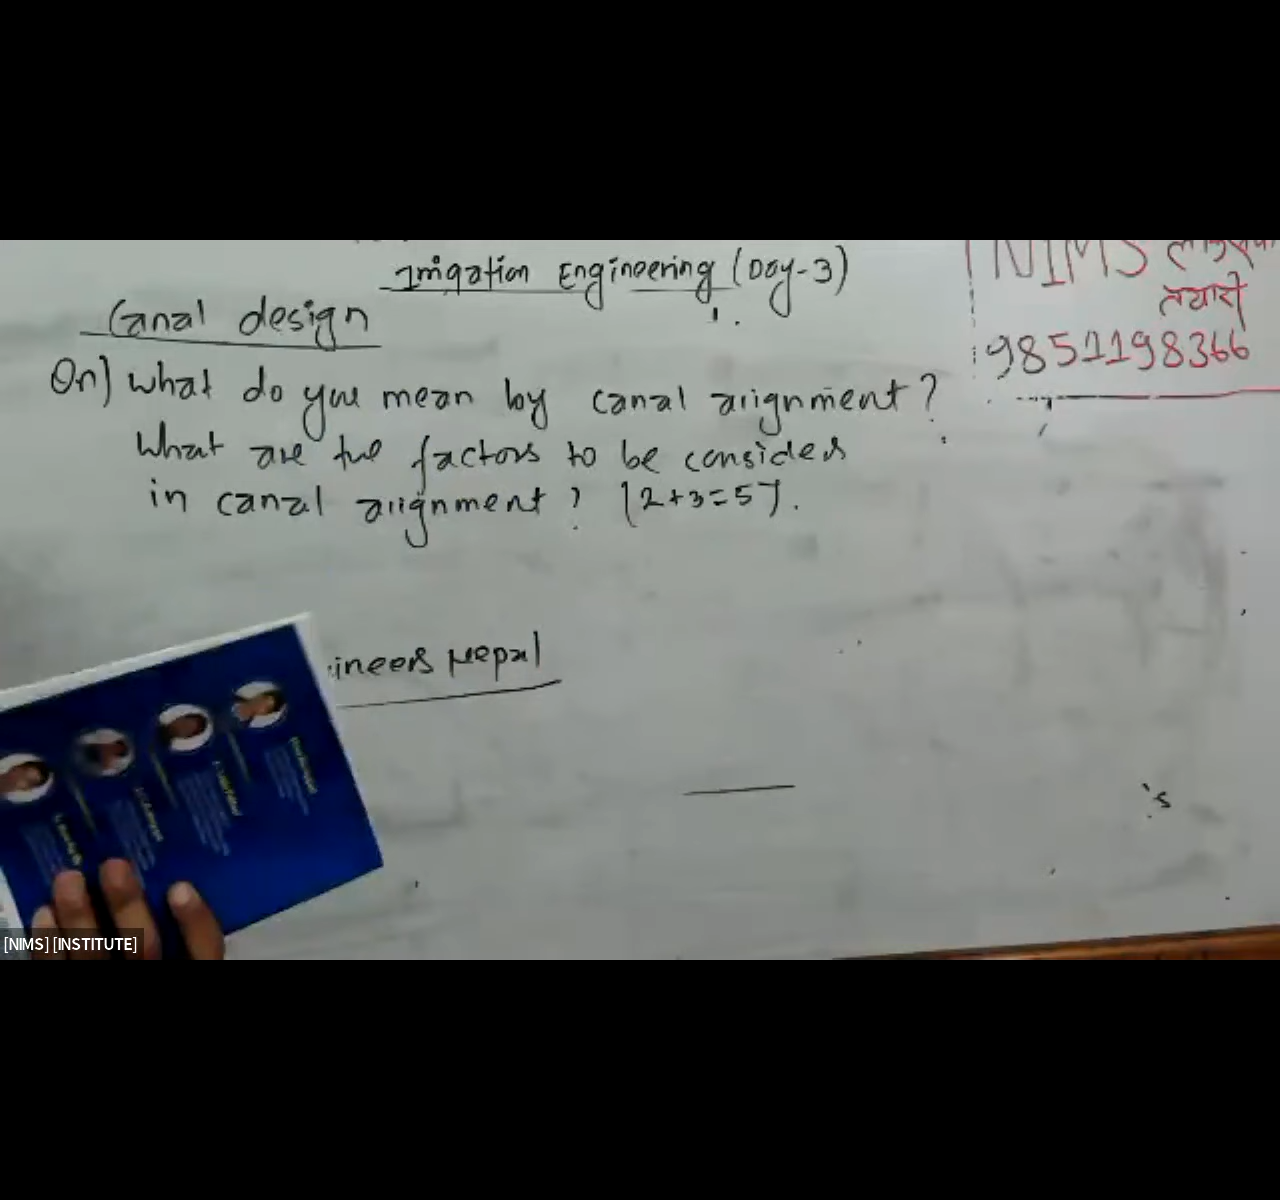 Irrigation Engineering (Day-3)
Canal design
Qn) What do you mean by canal alignment?
What are the factors to be consider
in canal alignment? [2+3=5].
NIMS
तयारी
9851198366
ineers Nepal
[NIMS] [INSTITUTE]